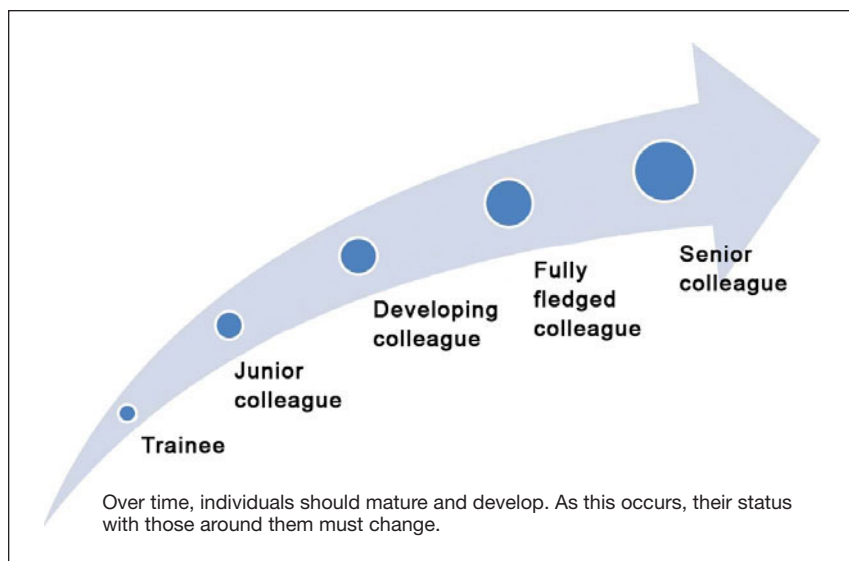 Trainee
Junior
colleague
Developing
colleague
Fully
fledged
colleague
Senior
colleague
Over time, individuals should mature and develop. As this occurs, their status
with those around them must change.